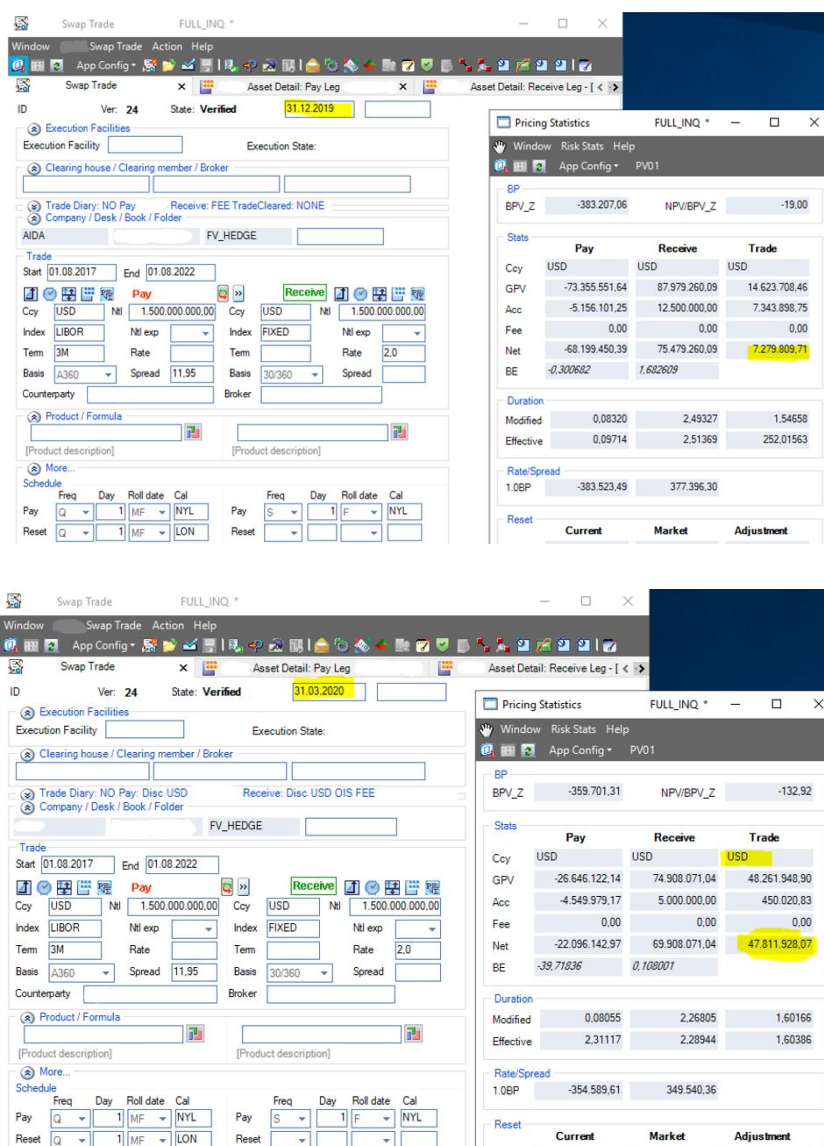 Swap Trade FULL_INQ *
Window Swap Trade Action Help
App Config
Swap Trade x Asset Detail: Pay Leg x Asset Detail: Receive Leg - [ < >
ID Ver: 24 State: Verified 31.12.2019
Execution Facilities
Execution Facility Execution State:
Clearing house / Clearing member / Broker
Trade Diary: NO Pay Receive: FEE TradeCleared: NONE
Company / Desk / Book / Folder
AIDA FV_HEDGE
Trade
Start 01.08.2017 End 01.08.2022
Pay Receive
Ccy USD Ntl 1.500.000.000,00 Ccy USD Ntl 1.500.000.000,00
Index LIBOR Ntl exp Index FIXED Ntl exp
Term 3M Rate Term Rate 2,0
Basis A360 Spread 11,95 Basis 30/360 Spread
Counterparty Broker
Product / Formula
[Product description] [Product description]
More...
Schedule
Freq Day Roll date Cal Freq Day Roll date Cal
Pay Q 1 MF NYL Pay S 1 F NYL
Reset Q 1 MF LON Reset
Pricing Statistics FULL_INQ *
Window Risk Stats Help
App Config PV01
BP
BPV_Z -383.207,06 NPV/BPV_Z -19,00
Stats
Pay Receive Trade
Ccy USD USD USD
GPV -73.355.551,64 87.979.260,09 14.623.708,46
Acc -5.156.101,25 12.500.000,00 7.343.898,75
Fee 0,00 0,00 0,00
Net -68.199.450,39 75.479.260,09 7.279.809,71
BE -0,300682 1,682609
Duration
Modified 0,08320 2,49327 1,54658
Effective 0,09714 2,51369 252,01563
Rate/Spread
1.0BP -383.523,49 377.396,30
Reset
Current Market Adjustment
Swap Trade FULL_INQ *
Window Swap Trade Action Help
App Config
Swap Trade x Asset Detail: Pay Leg Asset Detail: Receive Leg - [ < >
ID Ver: 24 State: Verified 31.03.2020
Execution Facilities
Execution Facility Execution State:
Clearing house / Clearing member / Broker
Trade Diary: NO Pay: Disc USD Receive: Disc USD OIS FEE
Company / Desk / Book / Folder
FV_HEDGE
Trade
Start 01.08.2017 End 01.08.2022
Pay Receive
Ccy USD Ntl 1.500.000.000,00 Ccy USD Ntl 1.500.000.000,00
Index LIBOR Ntl exp Index FIXED Ntl exp
Term 3M Rate Term Rate 2,0
Basis A360 Spread 11,95 Basis 30/360 Spread
Counterparty Broker
Product / Formula
[Product description] [Product description]
More...
Schedule
Freq Day Roll date Cal Freq Day Roll date Cal
Pay Q 1 MF NYL Pay S 1 F NYL
Reset Q 1 MF LON Reset
Pricing Statistics FULL_INQ *
Window Risk Stats Help
App Config PV01
BP
BPV_Z -359.701,31 NPV/BPV_Z -132,92
Stats
Pay Receive Trade
Ccy USD USD USD
GPV -26.646.122,14 74.908.071,04 48.261.948,90
Acc -4.549.979,17 5.000.000,00 450.020,83
Fee 0,00 0,00 0,00
Net -22.096.142,97 69.908.071,04 47.811.928,07
BE -39,71836 0,108001
Duration
Modified 0,08055 2,26805 1,60166
Effective 2,31117 2,28944 1,60386
Rate/Spread
1.0BP -354.589,61 349.540,36
Reset
Current Market Adjustment